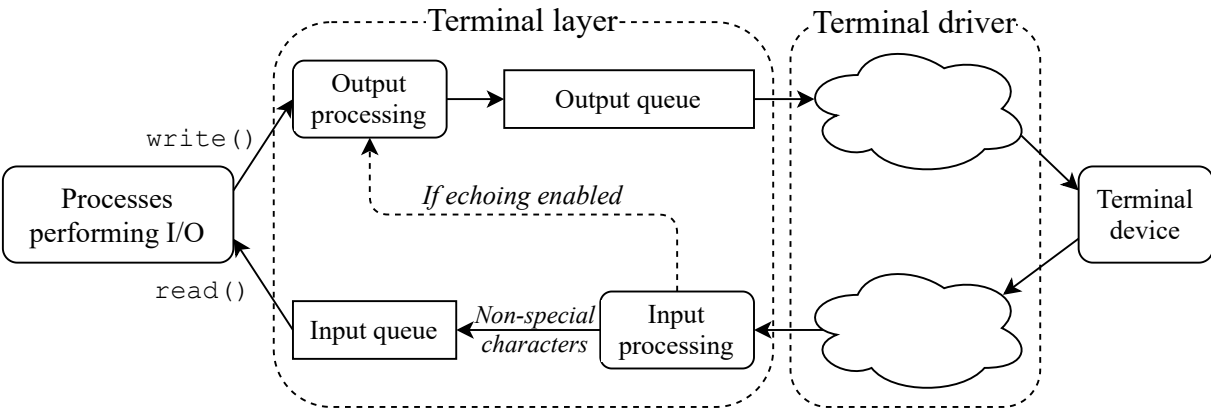 Terminal layer
Terminal driver
Output
processing
Output queue
write()
Processes
performing I/O
If echoing enabled
Terminal
device
read()
Input queue
Non-special
characters
Input
processing